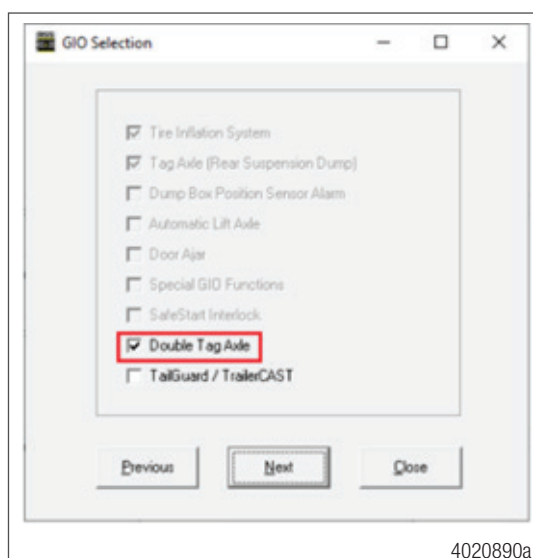 GIO Selection
Tire Inflation System
Tag Axle (Rear Suspension Dump)
Dump Box Position Sensor Alarm
Automatic Lift Axle
Door Ajar
Special GIO Functions
SafeStart Interlock
Double Tag Axle
TailGuard / TrailerCAST
Previous
Next
Close
4020890a